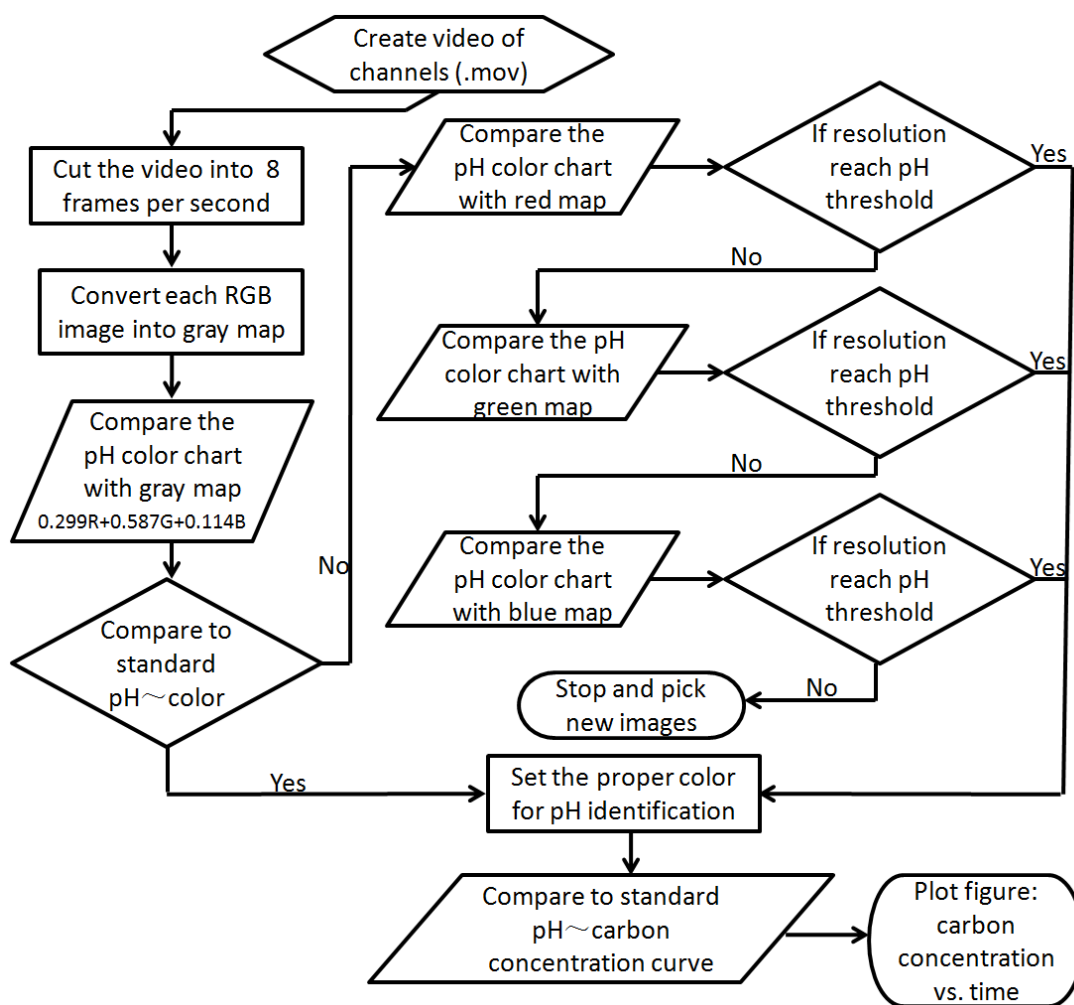 Create video of
channels (.mov)
Cut the video into 8
frames per second
Convert each RGB
image into gray map
Compare the
pH color chart
with gray map
0.299R+0.587G+0.114B
Compare to
standard
pH～color
No
Yes
Compare the
pH color chart
with red map
If resolution
reach pH
threshold
Yes
No
Compare the pH
color chart with
green map
If resolution
reach pH
threshold
Yes
No
Compare the
pH color chart
with blue map
If resolution
reach pH
threshold
Yes
No
Stop and pick
new images
Set the proper color
for pH identification
Compare to standard
pH～carbon
concentration curve
Plot figure:
carbon
concentration
vs. time